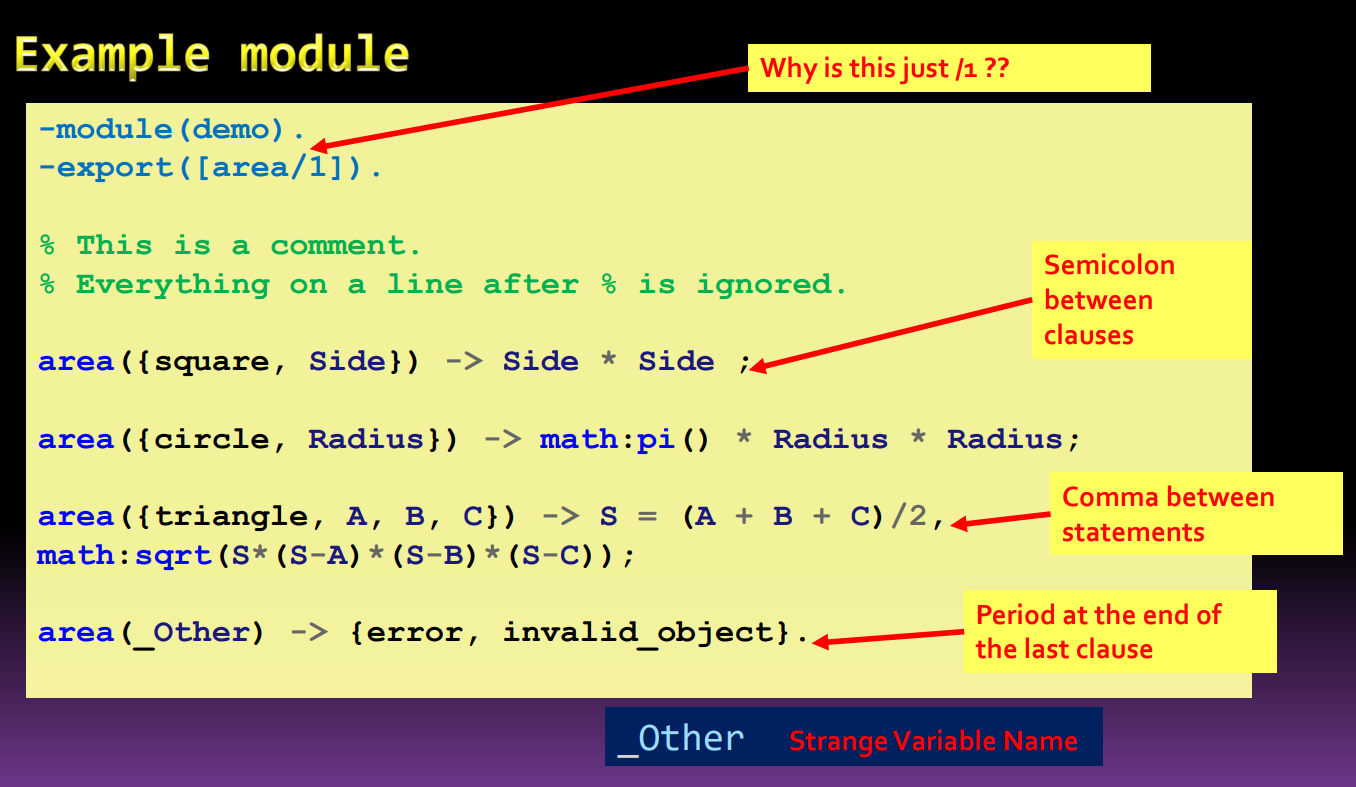 Example module
Why is this just /1 ??
-module(demo).
-export([area/1]).
% This is a comment.
% Everything on a line after % is ignored.
Semicolon
between
clauses
area({square, Side}) -> Side * Side ;
area({circle, Radius}) -> math:pi() * Radius * Radius;
Comma between
statements
area({triangle, A, B, C}) -> S = (A + B + C)/2,
math:sqrt(S*(S-A)*(S-B)*(S-C));
Period at the end of
the last clause
area(_Other) -> {error, invalid_object}.
_Other Strange Variable Name